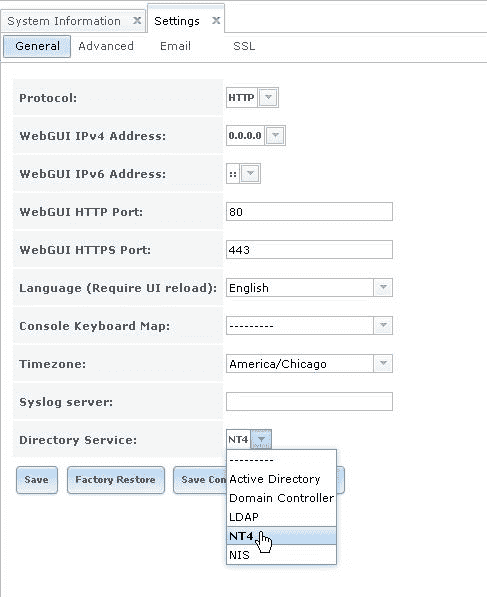 System Information x Settings x
General Advanced Email SSL
Protocol: HTTP
WebGUI IPv4 Address: 0.0.0.0
WebGUI IPv6 Address: ::
WebGUI HTTP Port: 80
WebGUI HTTPS Port: 443
Language (Require UI reload): English
Console Keyboard Map: ---------
Timezone: America/Chicago
Syslog server:
Directory Service: NT4
---------
Save Factory Restore Save Con
Active Directory
Domain Controller
LDAP
NT4
NIS